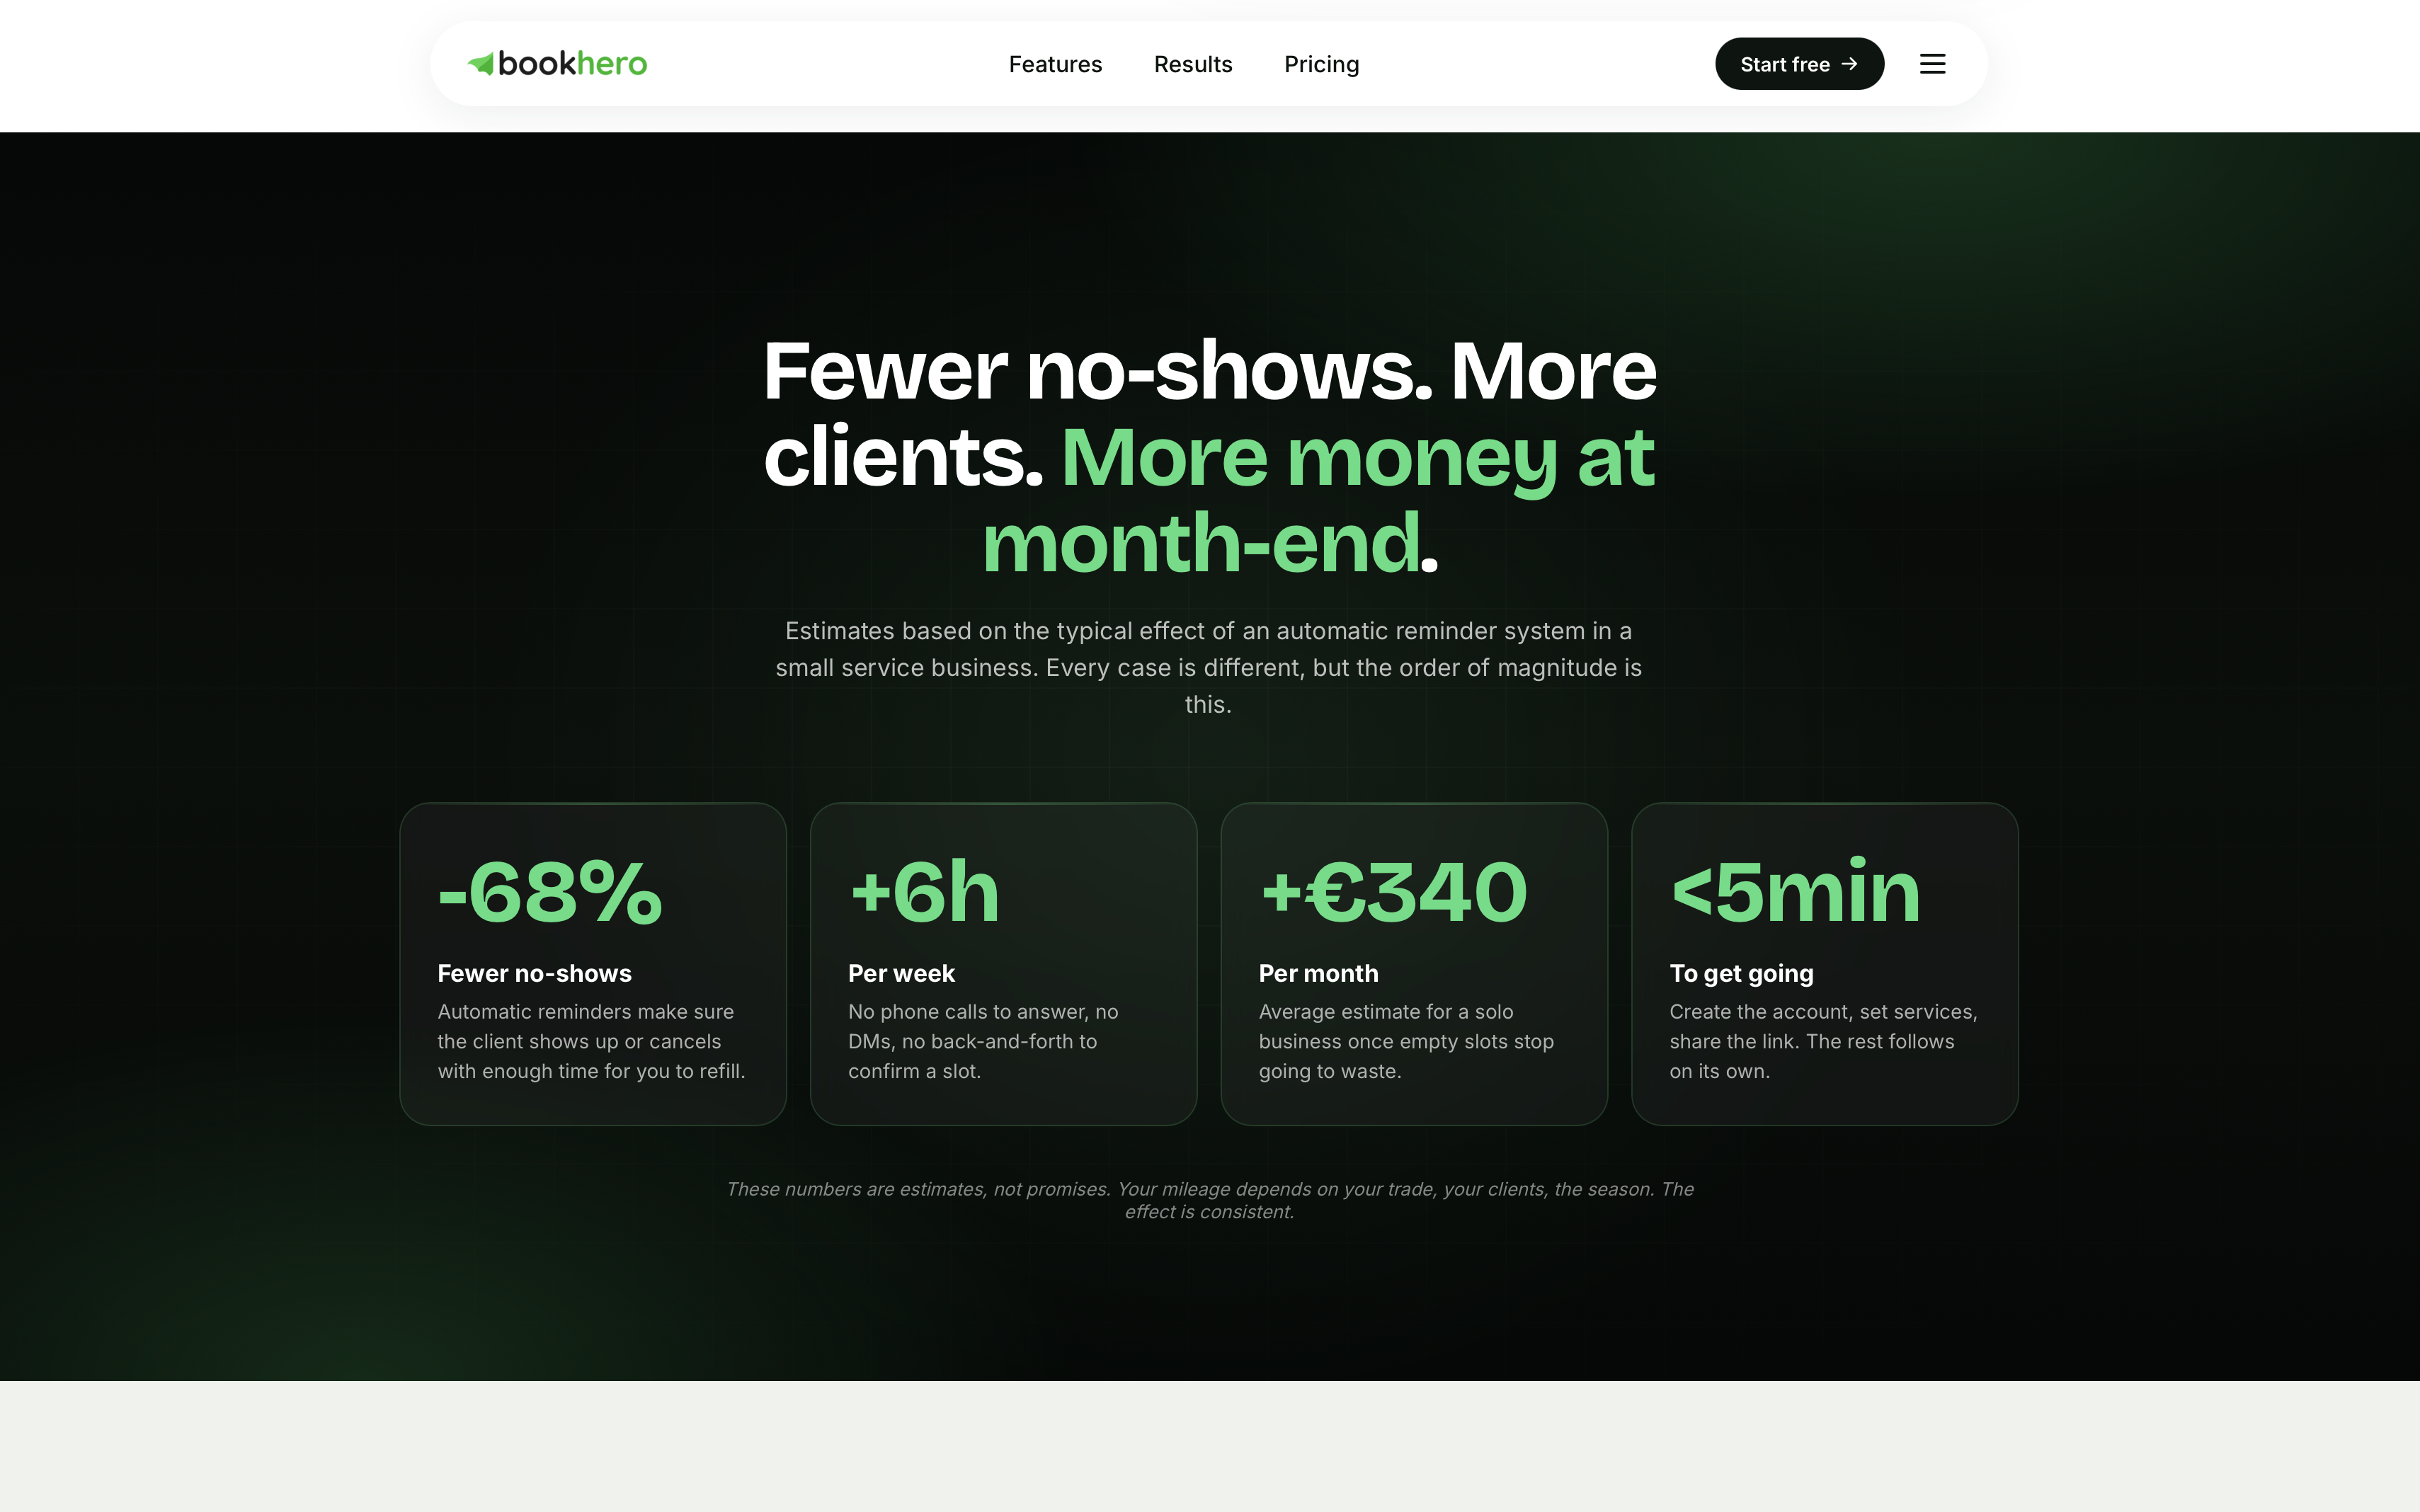 bookhero
Features
Results
Pricing
Start free →
Fewer no-shows. More
clients. More money at
month-end.
Estimates based on the typical effect of an automatic reminder system in a
small service business. Every case is different, but the order of magnitude is
this.
-68%
Fewer no-shows
Automatic reminders make sure
the client shows up or cancels
with enough time for you to refill.
+6h
Per week
No phone calls to answer, no
DMs, no back-and-forth to
confirm a slot.
+€340
Per month
Average estimate for a solo
business once empty slots stop
going to waste.
<5min
To get going
Create the account, set services,
share the link. The rest follows
on its own.
These numbers are estimates, not promises. Your mileage depends on your trade, your clients, the season. The
effect is consistent.